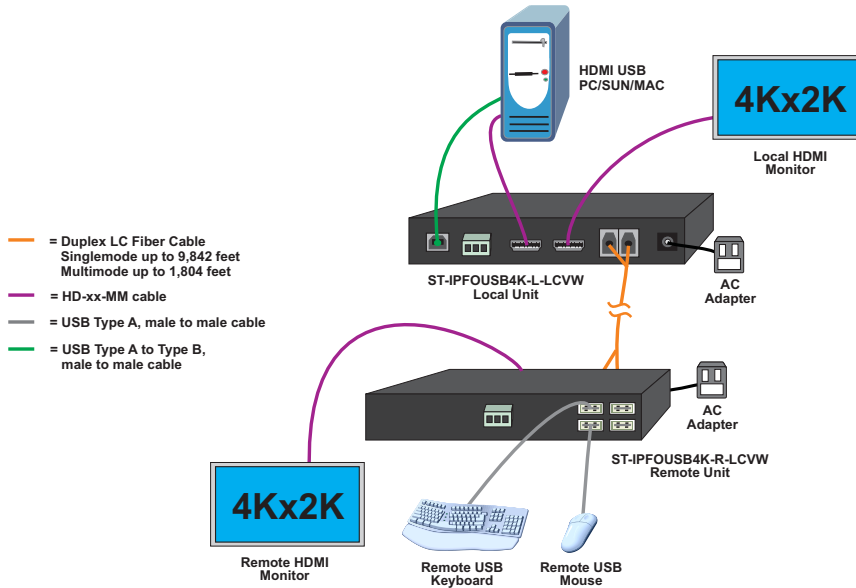 HDMI USB
PC/SUN/MAC
4Kx2K
Local HDMI
Monitor
= Duplex LC Fiber Cable
Singlemode up to 9,842 feet
Multimode up to 1,804 feet
= HD-xx-MM cable
= USB Type A, male to male cable
= USB Type A to Type B,
male to male cable
ST-IPFOUSB4K-L-LCVW
Local Unit
AC
Adapter
AC
Adapter
ST-IPFOUSB4K-R-LCVW
Remote Unit
4Kx2K
Remote HDMI
Monitor
Remote USB
Keyboard
Remote USB
Mouse